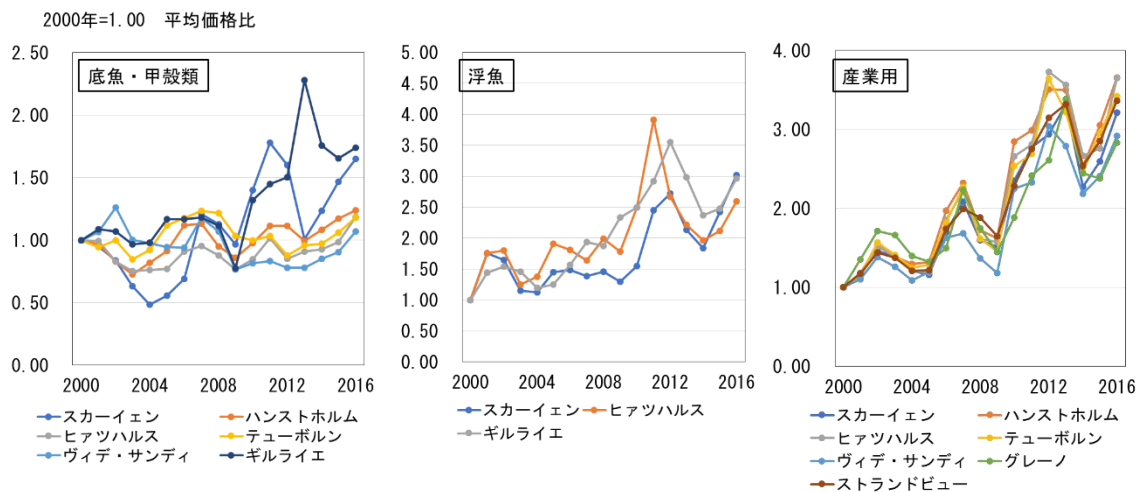 2000年=1.00 平均価格比
底魚・甲殻類
2.50
2.00
1.50
1.00
0.50
0.00
2000 2004 2008 2012 2016
スカーイェン ハンストホルム
ヒァツハルス テューボルン
ヴィデ・サンディ ギルライエ
浮魚
5.00
4.50
4.00
3.50
3.00
2.50
2.00
1.50
1.00
0.50
0.00
2000 2004 2008 2012 2016
スカーイェン ヒァツハルス
ギルライエ
産業用
4.00
3.00
2.00
1.00
0.00
2000 2004 2008 2012 2016
スカーイェン ハンストホルム
ヒァツハルス テューボルン
ヴィデ・サンディ グレーノ
ストランドビュー